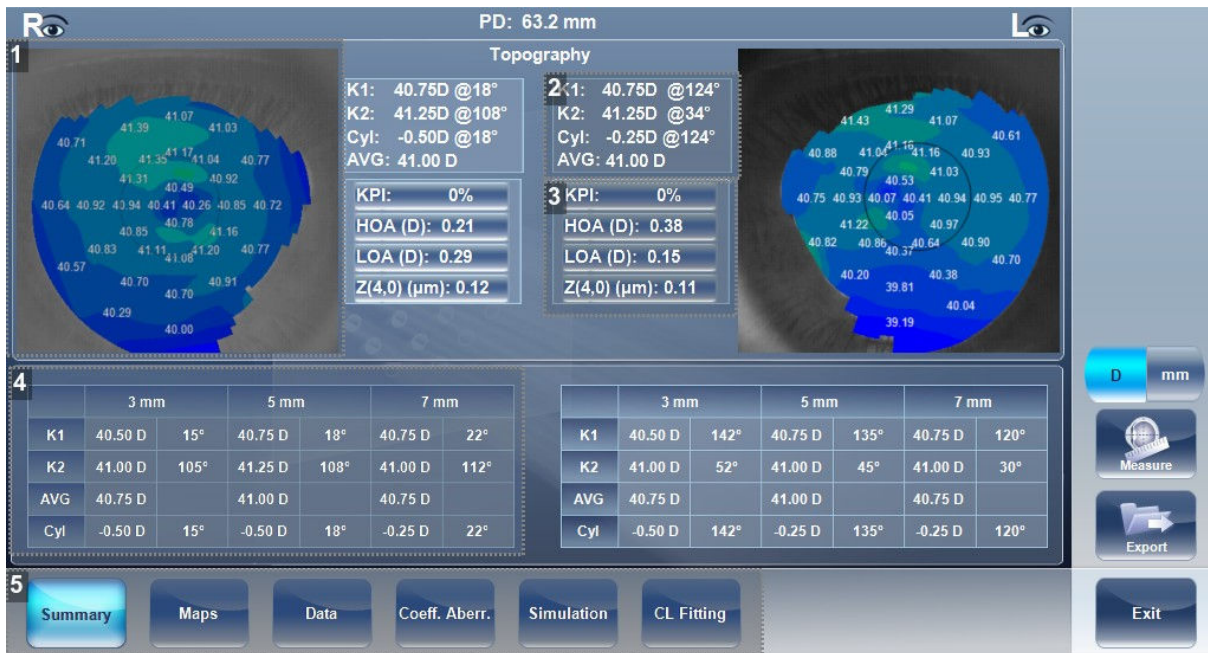 R PD: 63.2 mm L
1
Topography
K1: 40.75D @18°
K2: 41.25D @108°
Cyl: -0.50D @18°
AVG: 41.00 D
KPI: 0%
HOA (D): 0.21
LOA (D): 0.29
Z(4,0) (µm): 0.12
2
K1: 40.75D @124°
K2: 41.25D @34°
Cyl: -0.25D @124°
AVG: 41.00 D
3
KPI: 0%
HOA (D): 0.38
LOA (D): 0.15
Z(4,0) (µm): 0.11
41.07
41.39 41.03
40.71
41.17
41.20 41.35 41.04 40.77
41.31 40.92
40.49
40.64 40.92 40.94 40.41 40.26 40.85 40.72
40.78
40.85 41.16
40.83 41.11 41.08 41.20 40.77
40.57
40.70 40.70 40.91
40.29
40.00
41.29
41.43 41.07
40.61
41.16
40.88 41.04 41.16 40.93
40.79 41.03
40.53
40.75 40.93 40.07 40.41 40.94 40.95 40.77
40.05
41.22 40.97
40.82 40.86 40.37 40.64 40.90
40.70
40.20 40.38
39.81
40.04
39.19
4
3 mm 5 mm 7 mm
K1 40.50 D 15° 40.75 D 18° 40.75 D 22°
K2 41.00 D 105° 41.25 D 108° 41.00 D 112°
AVG 40.75 D 41.00 D 40.75 D
Cyl -0.50 D 15° -0.50 D 18° -0.25 D 22°
3 mm 5 mm 7 mm
K1 40.50 D 142° 40.75 D 135° 40.75 D 120°
K2 41.00 D 52° 41.00 D 45° 41.00 D 30°
AVG 40.75 D 41.00 D 40.75 D
Cyl -0.50 D 142° -0.25 D 135° -0.25 D 120°
D mm
Measure
Export
5
Summary Maps Data Coeff. Aberr. Simulation CL Fitting Exit